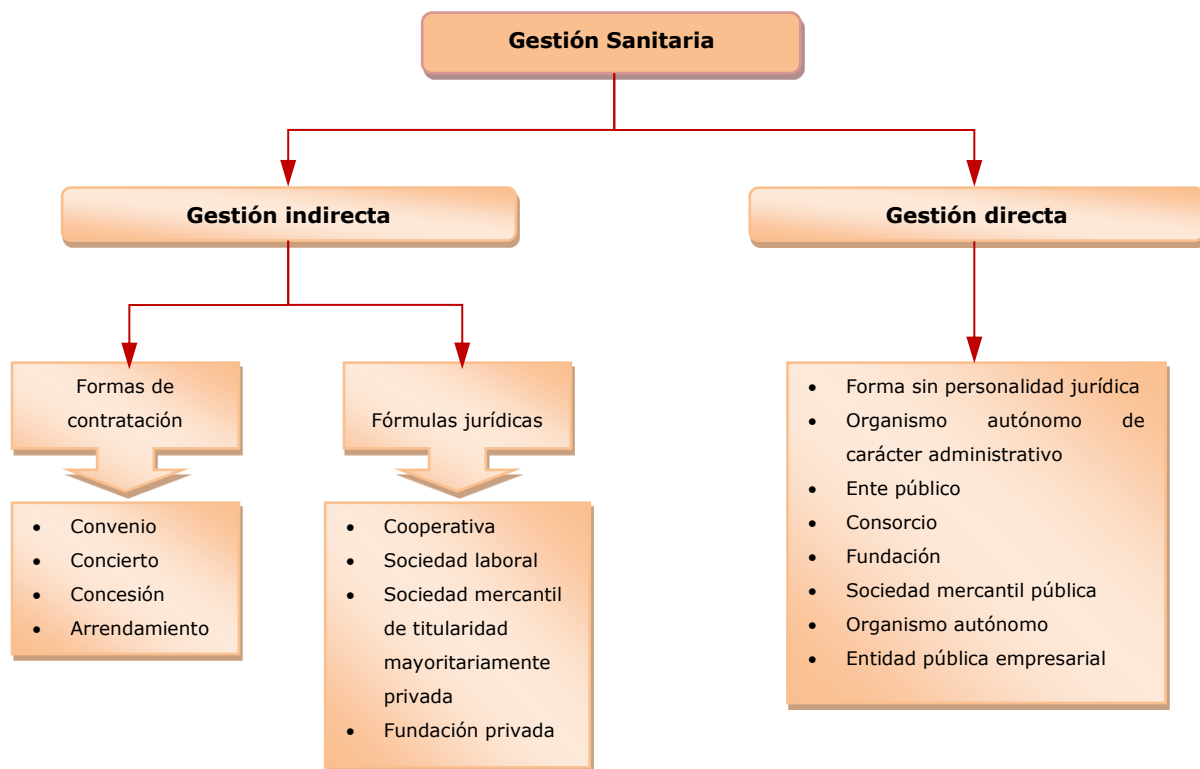 Gestión Sanitaria
Gestión indirecta
Gestión directa
Formas de
contratación
Fórmulas jurídicas
• Convenio
• Concierto
• Concesión
• Arrendamiento
• Cooperativa
• Sociedad laboral
• Sociedad mercantil
de titularidad
mayoritariamente
privada
• Fundación privada
• Forma sin personalidad jurídica
• Organismo autónomo de
carácter administrativo
• Ente público
• Consorcio
• Fundación
• Sociedad mercantil pública
• Organismo autónomo
• Entidad pública empresarial